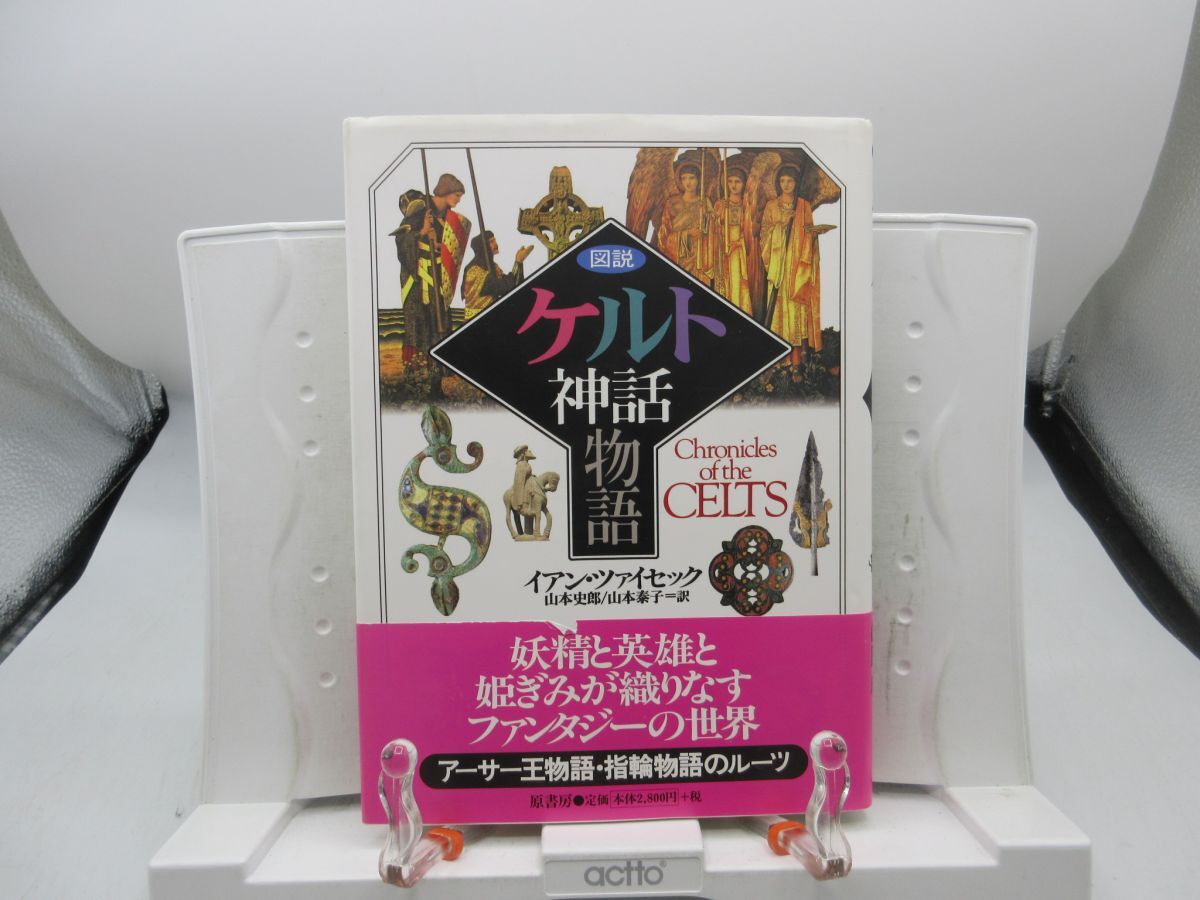 図説
ケルト
神話
物語
Chronicles
of the
CELTS
イアン・ツァイセック
山本史郎/山本泰子=訳
妖精と英雄と
姫ぎみが織りなす
ファンタジーの世界
アーサー王物語・指輪物語のルーツ
原書房●定価 本体2,800円+税
actto